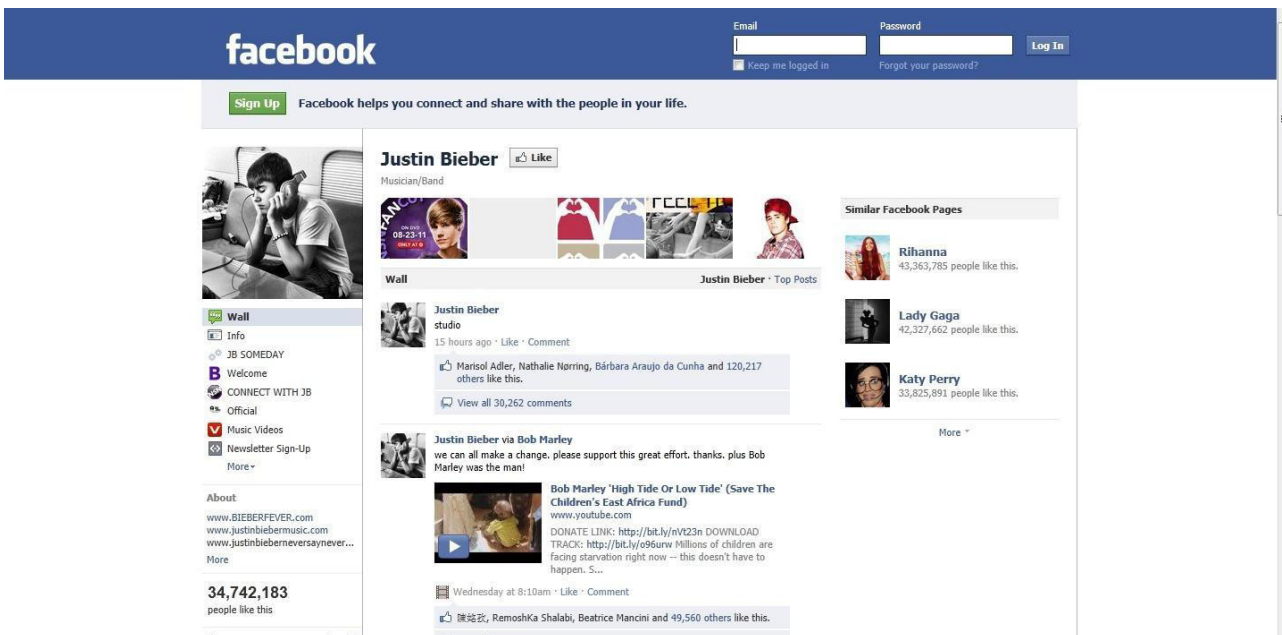 Email Password
facebook
Log In
Keep me logged in Forgot your password?
Sign Up Facebook helps you connect and share with the people in your life.
Justin Bieber Like
Musician/Band
ON DVD
08-23-11
ONLY AT
Wall Justin Bieber · Top Posts
Justin Bieber
studio
15 hours ago · Like · Comment
Marisol Adler, Nathalie Nørring, Bárbara Araujo da Cunha and 120,217
others like this.
View all 30,262 comments
Justin Bieber via Bob Marley
we can all make a change. please support this great effort. thanks. plus Bob
Marley was the man!
Bob Marley 'High Tide Or Low Tide' (Save The
Children's East Africa Fund)
www.youtube.com
DONATE LINK: http://bit.ly/nVt23n DOWNLOAD
TRACK: http://bit.ly/o96urw Millions of children are
facing starvation right now -- this doesn't have to
happen. S...
Wednesday at 8:10am · Like · Comment
RemoshKa Shalabi, Beatrice Mancini and 49,560 others like this.
Wall
Info
JB SOMEDAY
Welcome
CONNECT WITH JB
Official
Music Videos
Newsletter Sign-Up
More
About
www.BIEBERFEVER.com
www.justinbiebermusic.com
www.justinbieberneversaynever...
More
34,742,183
people like this
Similar Facebook Pages
Rihanna
43,363,785 people like this.
Lady Gaga
42,327,662 people like this.
Katy Perry
33,825,891 people like this.
More